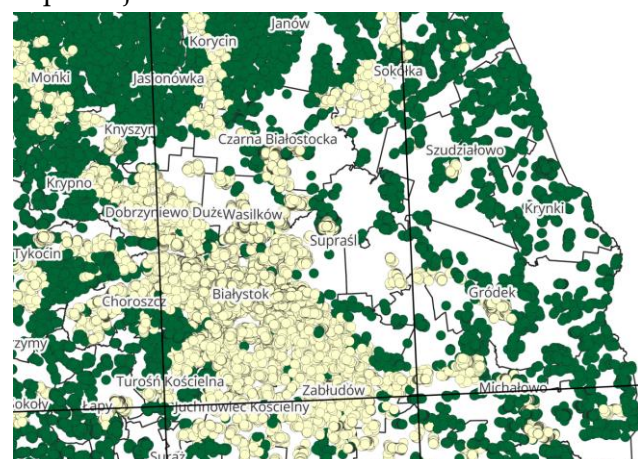 Janów
Korycin
Mońki
Jasionówka
Sokółka
Knyszyn
Czarna Białostocka
Szudziałowo
Krypno
Dobrzyniewo Duże
Wasilków
Krynki
Supraśl
Tykocin
Choroszcz
Białystok
Gródek
Turośń Kościelna
Zabłudów
Michałowo
Łapy
Juchnowiec Kościelny
Suraż